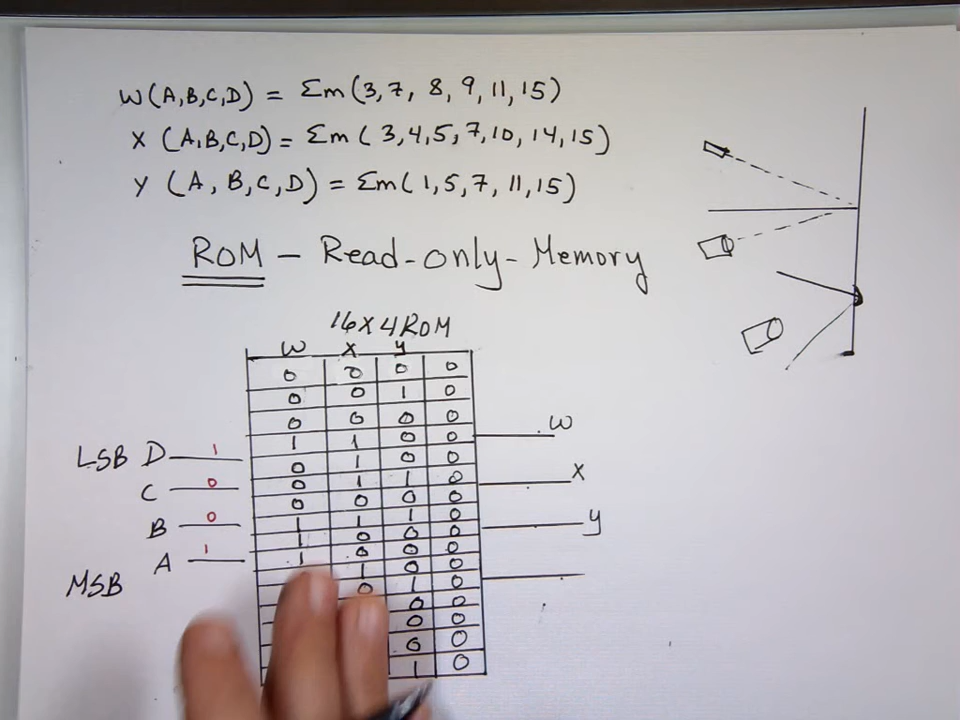 W(A,B,C,D) = Σm(3,7, 8, 9, 11, 15)
X (A,B,C,D) = Σm( 3,4,5,7,10, 14, 15)
Y (A, B, C, D) = Σm( 1, 5, 7, 11, 15)
ROM – Read-only-Memory
16X4 ROM
W X Y
0 0 0 0
0 0 1 0
0 0 0 0
1 1 0 0
0 1 0 0
0 1 1 0
0 0 0 0
1 1 1 0
1 0 0 0
1 0 0 0
1 0 0
0 1 0
0 0
0 0
0 0
1 0
LSB D 1
C 0
B 0
A 1
MSB
W
X
Y